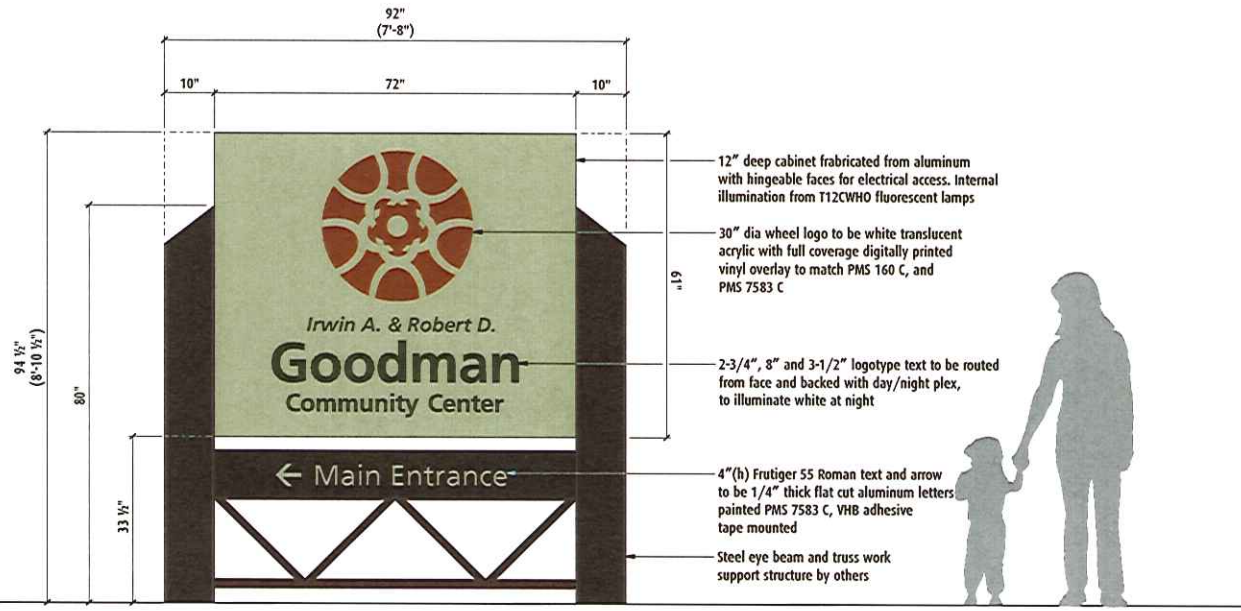 92"
(7'-8")
10"
72"
10"
12" deep cabinet frabricated from aluminum
with hingeable faces for electrical access. Internal
illumination from T12CWHO fluorescent lamps
30" dia wheel logo to be white translucent
acrylic with full coverage digitally printed
vinyl overlay to match PMS 160 C, and
PMS 7583 C
61"
Irwin A. & Robert D.
Goodman
Community Center
2-3/4", 8" and 3-1/2" logotype text to be routed
from face and backed with day/night plex,
to illuminate white at night
94 ½"
(8'-10 ½")
80"
33 ½"
← Main Entrance
4"(h) Frutiger 55 Roman text and arrow
to be 1/4" thick flat cut aluminum letters
painted PMS 7583 C, VHB adhesive
tape mounted
Steel eye beam and truss work
support structure by others